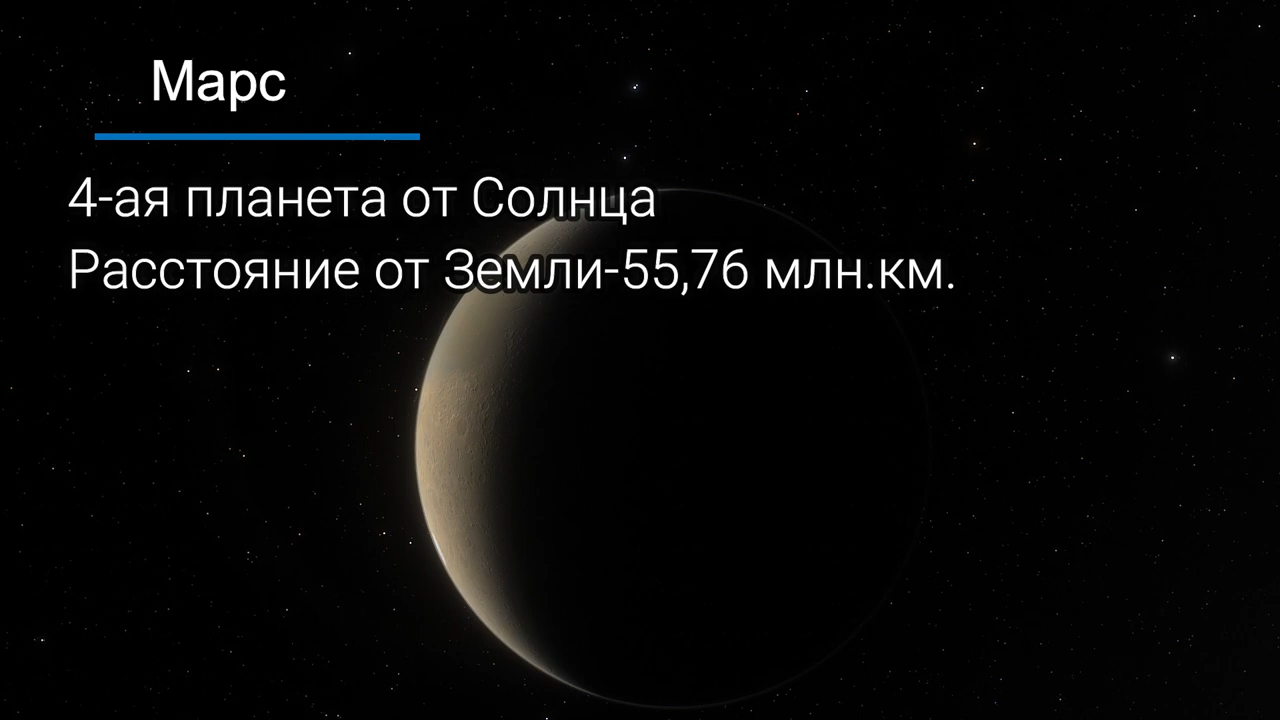 Марс
4-ая планета от Солнца
Расстояние от Земли-55,76 млн.км.